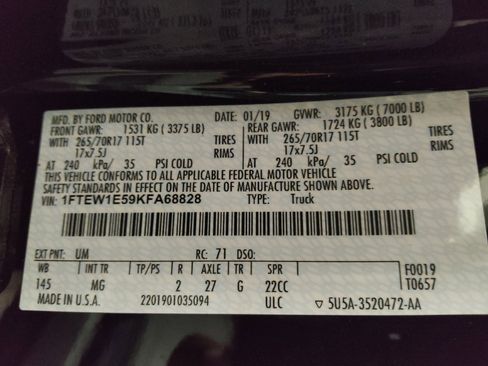 MFD. BY FORD MOTOR CO.
DATE: 01/19 GVWR: 3175 KG ( 7000 LB)
FRONT GAWR: 1531 KG ( 3375 LB)
REAR GAWR: 1724 KG ( 3800 LB)
WITH
265/70R17 115T TIRES
17x7.5J RIMS
AT 240 kPa/ 35 PSI COLD
WITH
265/70R17 115T TIRES
17x7.5J RIMS
AT 240 kPa/ 35 PSI COLD
THIS VEHICLE CONFORMS TO ALL APPLICABLE FEDERAL MOTOR VEHICLE
SAFETY AND THEFT PREVENTION STANDARDS IN EFFECT ON THE DATE OF
MANUFACTURE SHOWN ABOVE.
VIN: 1FTEW1E59KFA68828
TYPE: Truck
EXT PNT: UM RC: 71 DSO:
WB INT TR TP/PS R AXLE TR SPR
145 MG 2 27 G 22CC
F0019
T0657
MADE IN U.S.A. 2201901035094 ULC ▽ 5U5A-3520472-AA